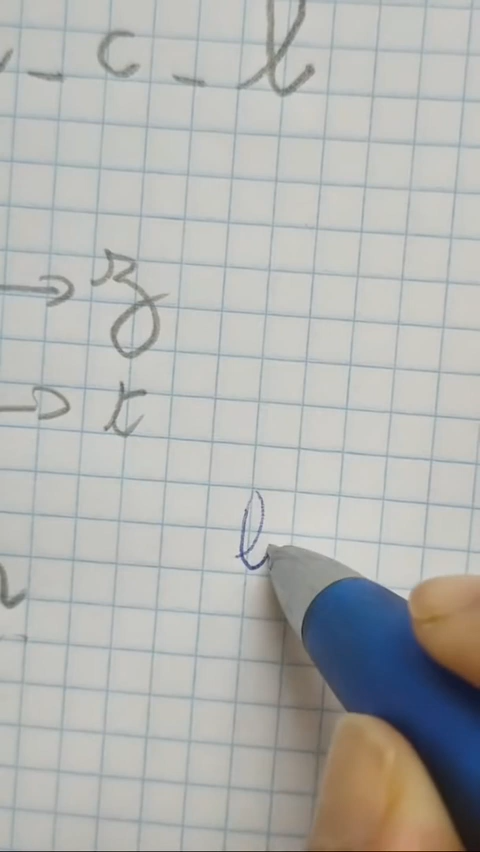 - c - l
→ z
→ t
l